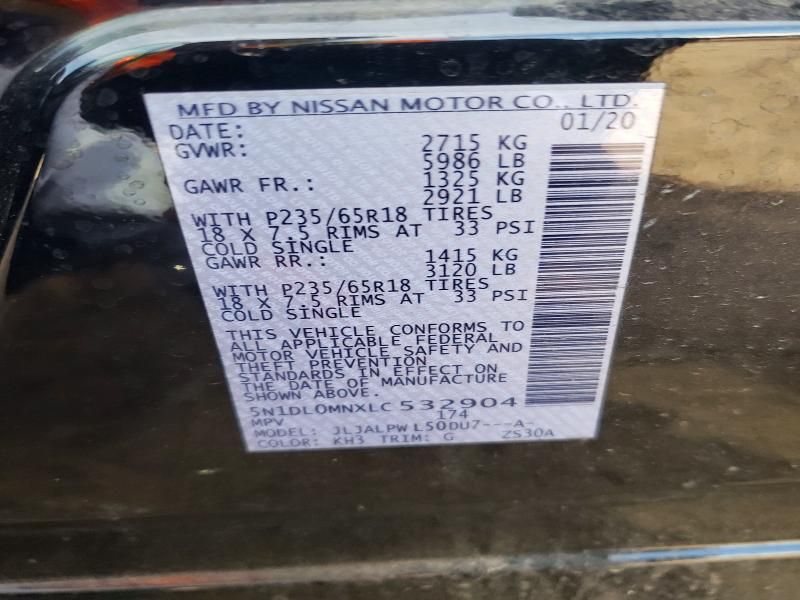 MFD BY NISSAN MOTOR CO., LTD.
DATE: 01/20
GVWR: 2715 KG
5986 LB
GAWR FR.: 1325 KG
2921 LB
WITH P235/65R18 TIRES
18 X 7.5 RIMS AT 33 PSI
COLD SINGLE
GAWR RR.: 1415 KG
3120 LB
WITH P235/65R18 TIRES
18 X 7.5 RIMS AT 33 PSI
COLD SINGLE
THIS VEHICLE CONFORMS TO
ALL APPLICABLE FEDERAL
MOTOR VEHICLE SAFETY AND
THEFT PREVENTION
STANDARDS IN EFFECT ON
THE DATE OF MANUFACTURE
SHOWN ABOVE.
5N1DL0MNXLC532904
MPV 174
MODEL: JLJALPWL50DU7---A-
COLOR: KH3 TRIM: G ZS30A